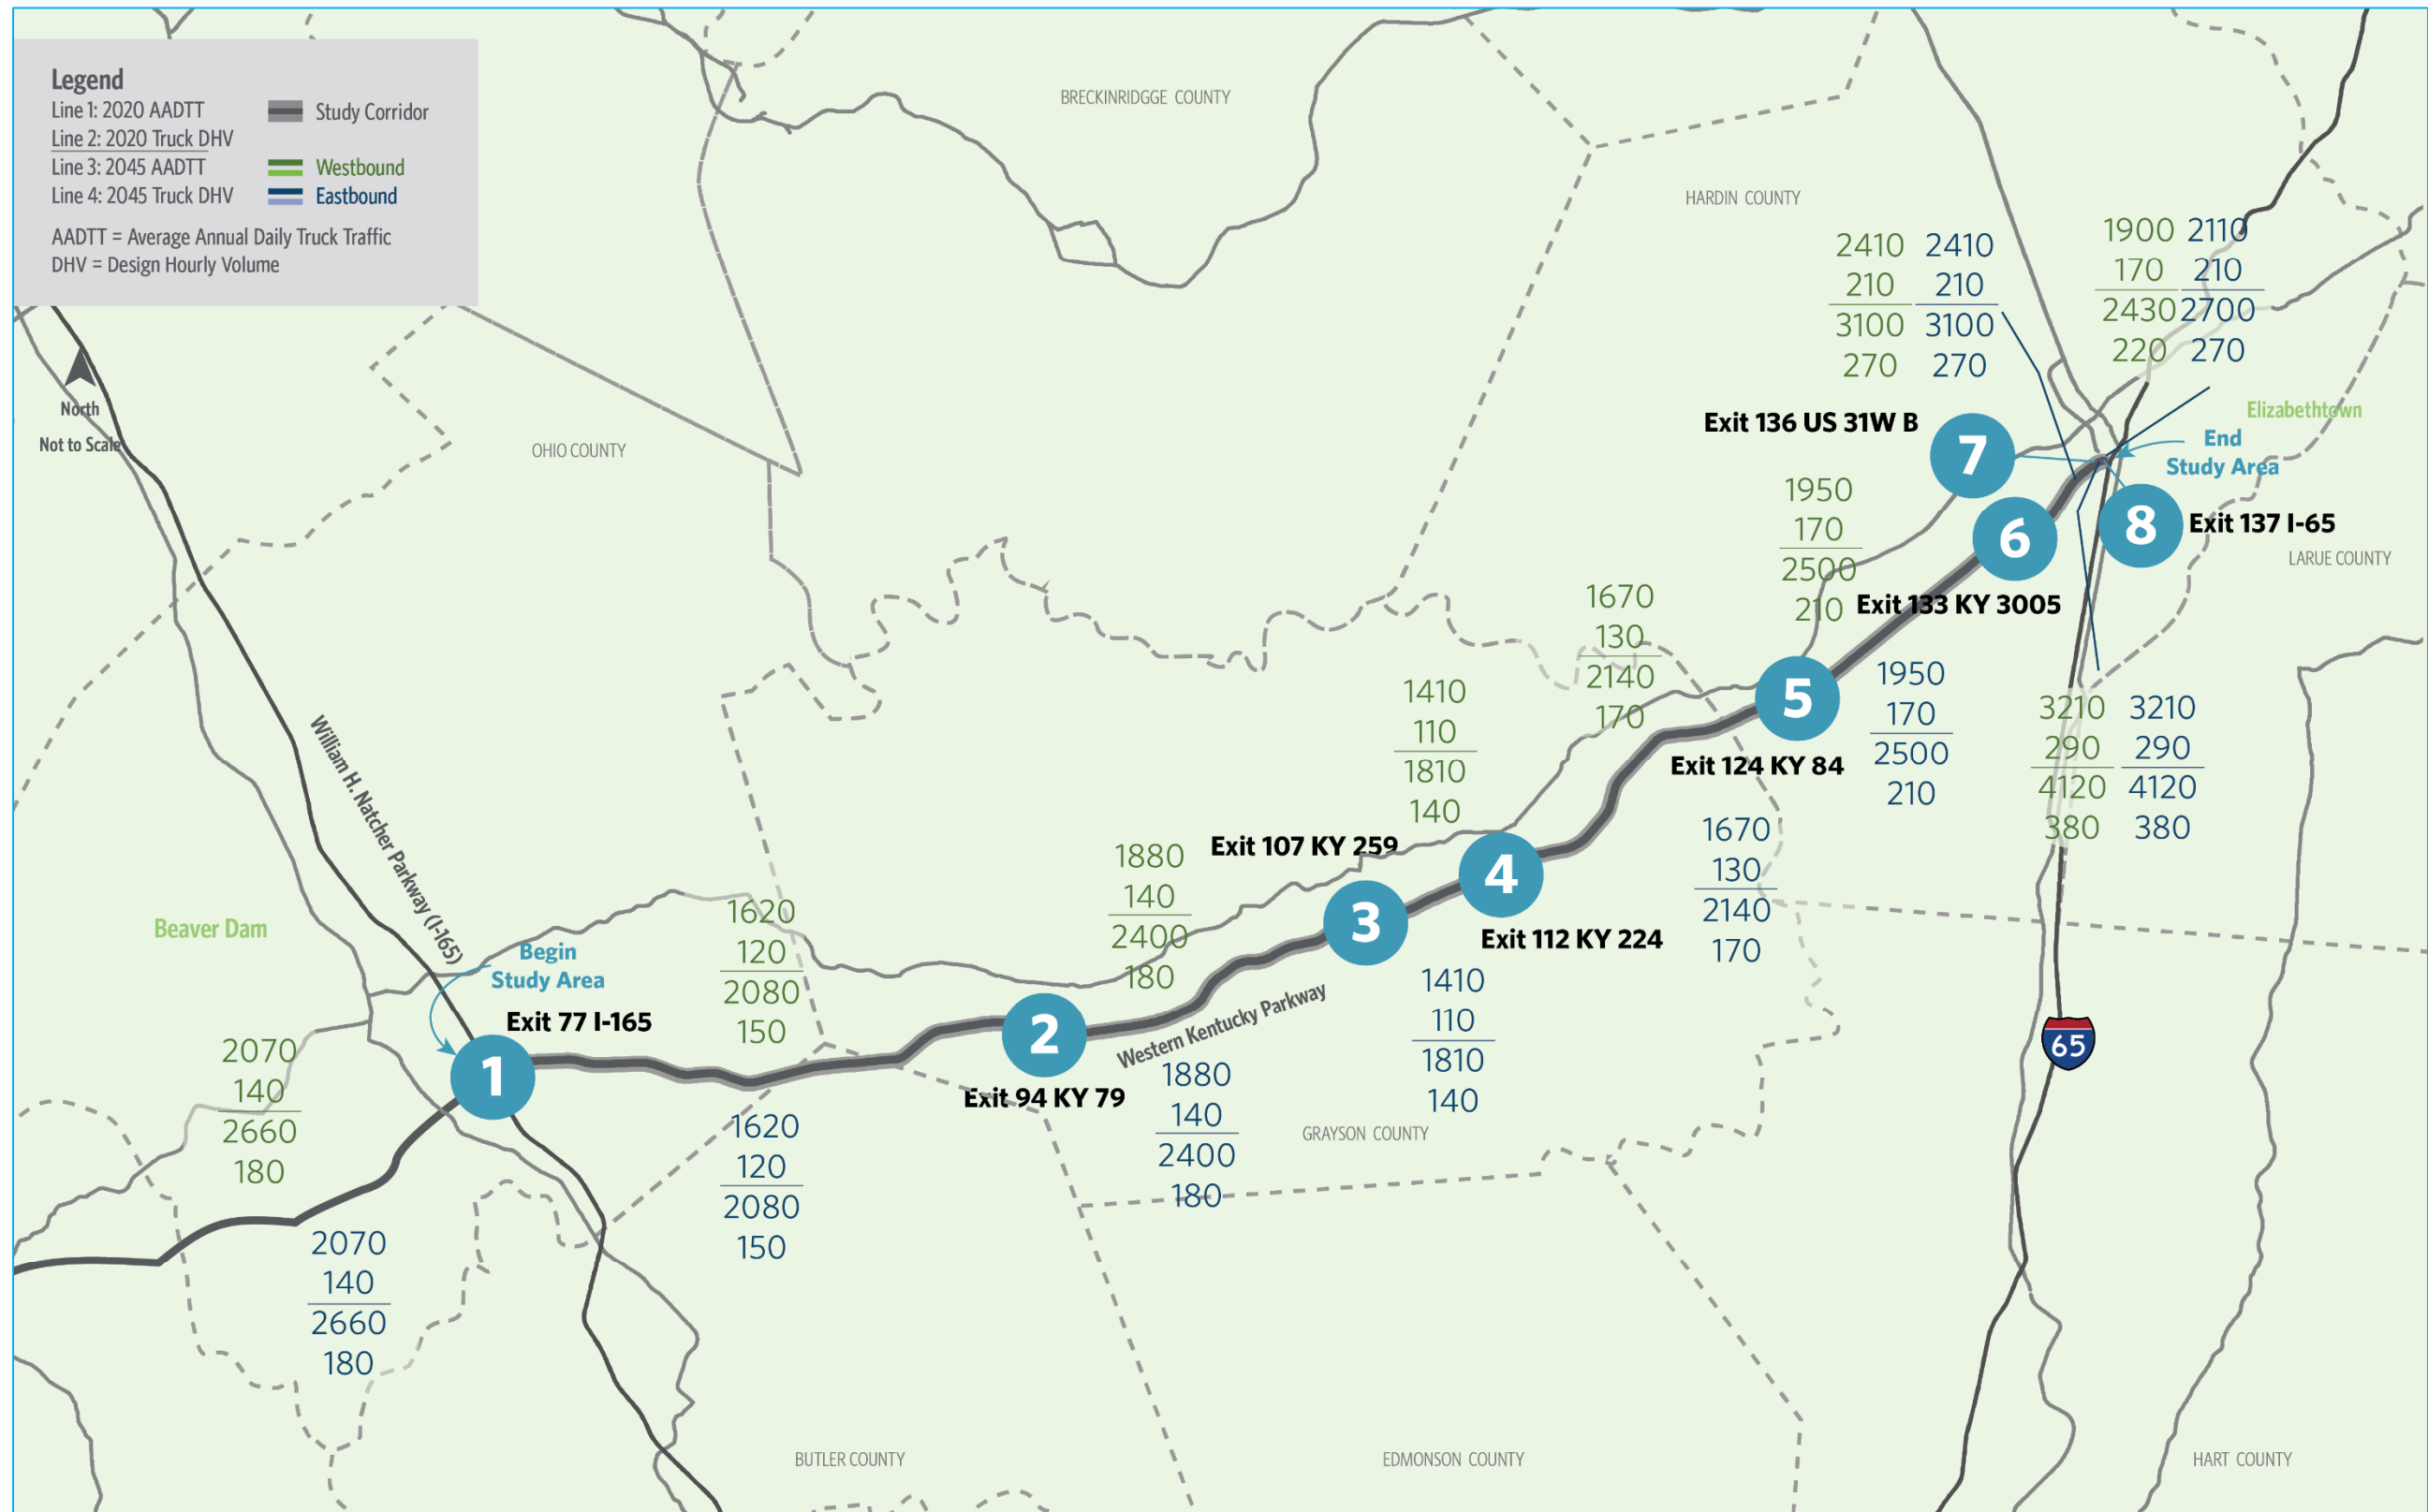 Legend
Line 1: 2020 AADTT
Line 2: 2020 Truck DHV
Line 3: 2045 AADTT
Line 4: 2045 Truck DHV
Study Corridor
Westbound
Eastbound
AADTT = Average Annual Daily Truck Traffic
DHV = Design Hourly Volume
North
Not to Scale
BRECKINRIDGGE COUNTY
HARDIN COUNTY
OHIO COUNTY
2410 2410
210 210
3100 3100
270 270
1900 2110
170 210
2430 2700
220 270
Elizabethtown
End
Study Area
Exit 136 US 31W B
7
6
8
Exit 137 I-65
LARUE COUNTY
1950
170
2500
210
Exit 133 KY 3005
1670
130
2140
170
5
Exit 124 KY 84
1950
170
2500
210
3210 3210
290 290
4120 4120
380 380
1410
110
1810
140
1670
130
2140
170
Exit 107 KY 259
4
3
Exit 112 KY 224
1880
140
2400
180
1410
110
1810
140
William H. Natcher Parkway (I-165)
Beaver Dam
Begin
Study Area
Exit 77 I-165
1
1620
120
2080
150
2
Exit 94 KY 79
Western Kentucky Parkway
65
2070
140
2660
180
1620
120
2080
150
1880
140
2400
180
GRAYSON COUNTY
2070
140
2660
180
BUTLER COUNTY
EDMONSON COUNTY
HART COUNTY